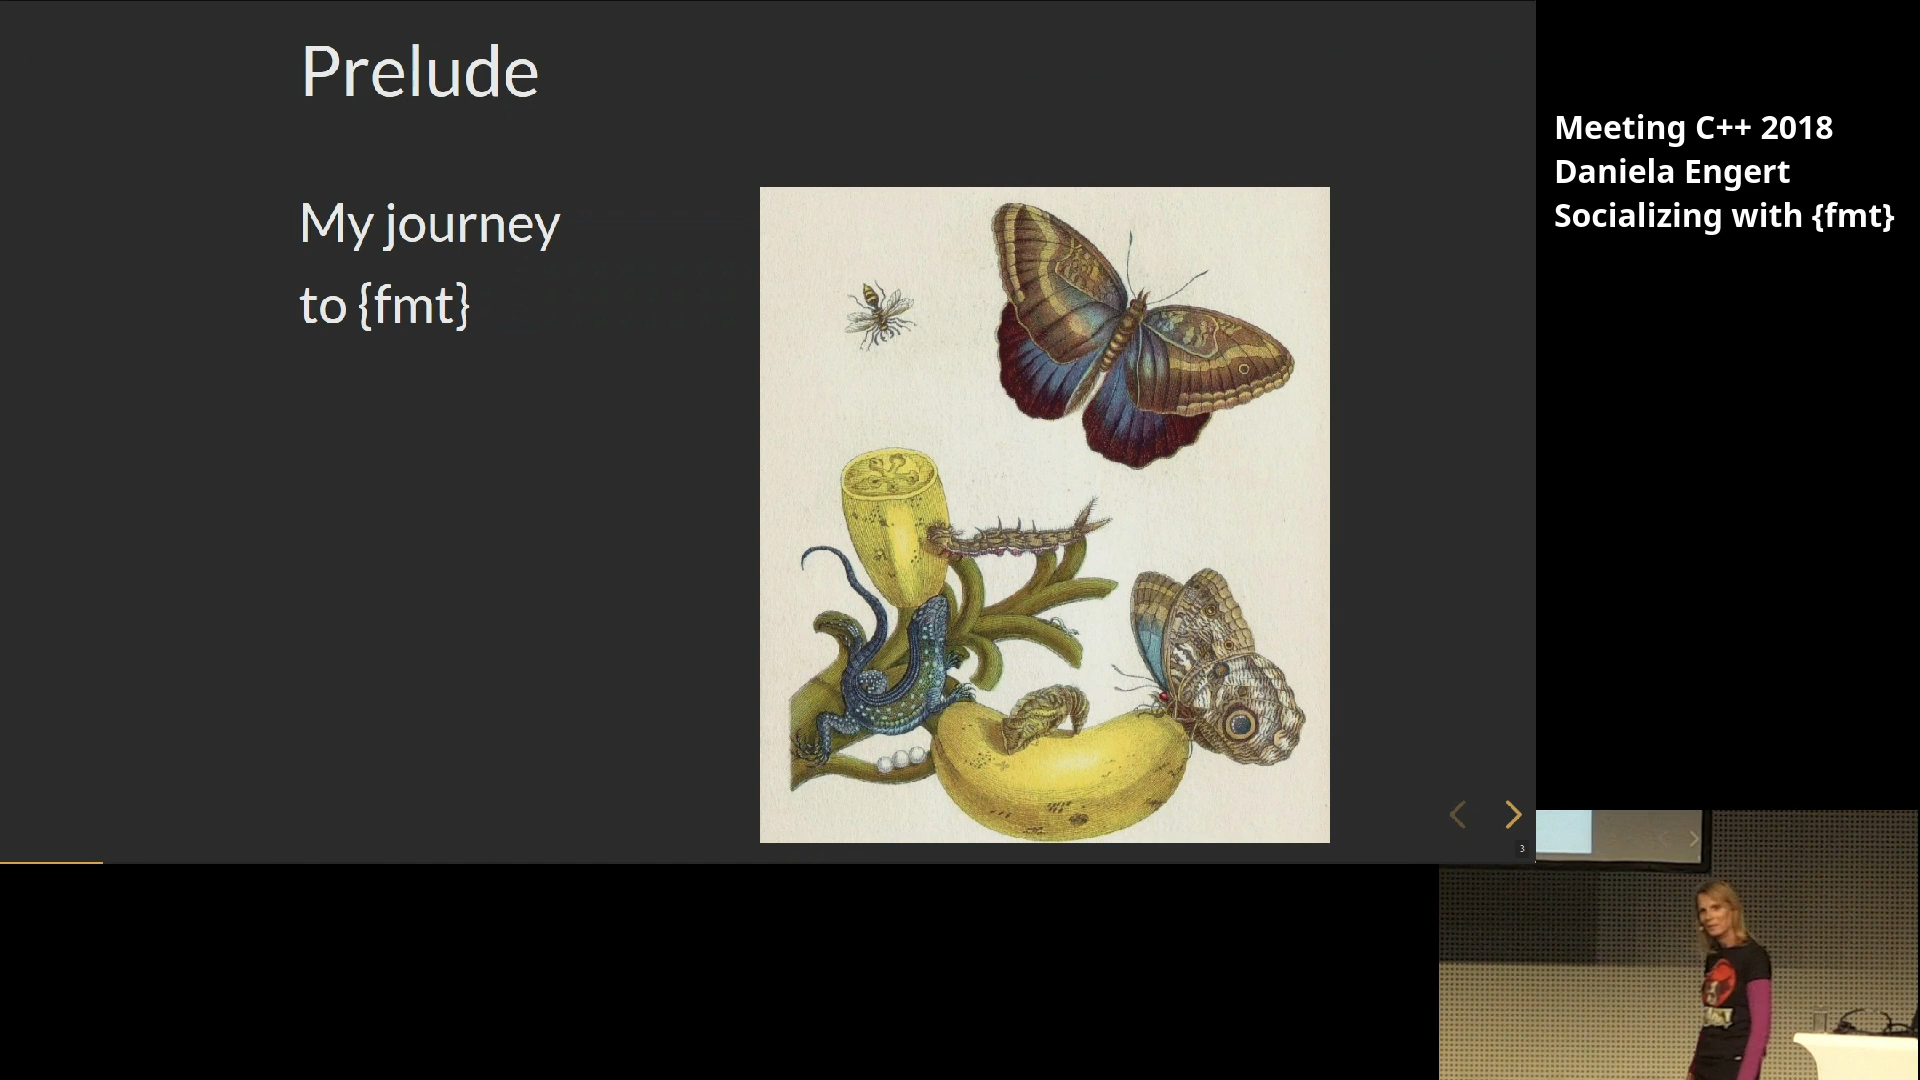 Prelude
My journey
to {fmt}
3
Meeting C++ 2018
Daniela Engert
Socializing with {fmt}